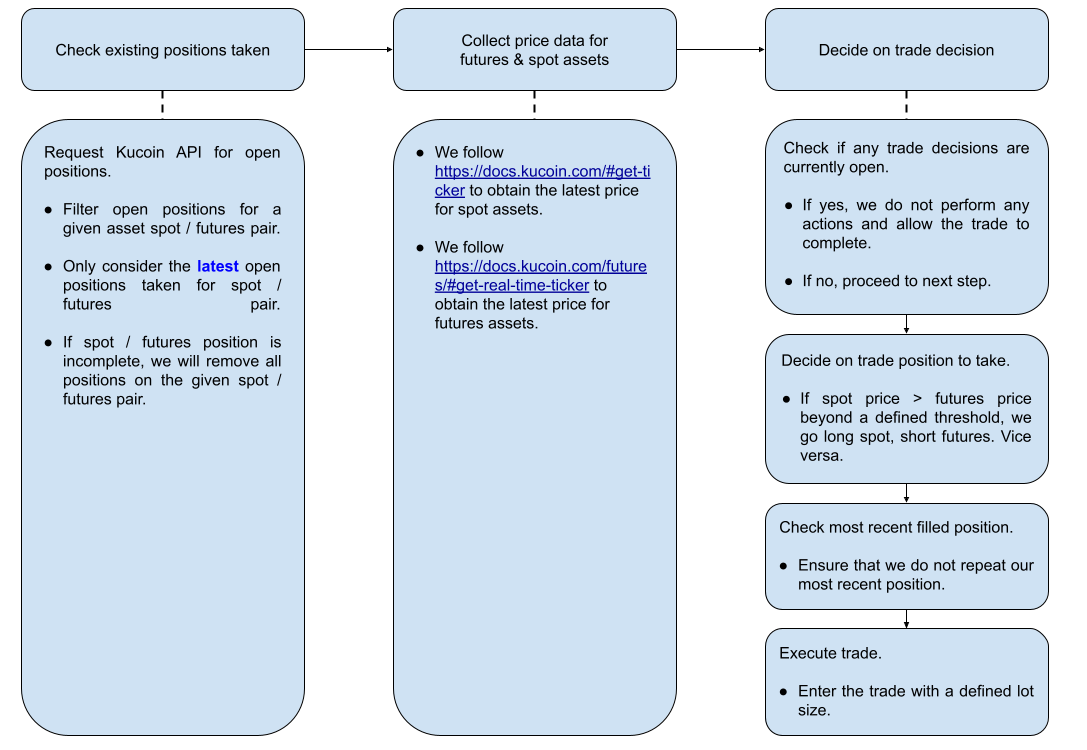 Check existing positions taken
Collect price data for
futures & spot assets
Decide on trade decision
Request Kucoin API for open
positions.
● Filter open positions for a
given asset spot / futures pair.
● Only consider the latest open
positions taken for spot /
futures pair.
● If spot / futures position is
incomplete, we will remove all
positions on the given spot /
futures pair.
● We follow
https://docs.kucoin.com/#get-ti
cker to obtain the latest price
for spot assets.
● We follow
https://docs.kucoin.com/future
s/#get-real-time-ticker to
obtain the latest price for
futures assets.
Check if any trade decisions are
currently open.
● If yes, we do not perform any
actions and allow the trade to
complete.
● If no, proceed to next step.
Decide on trade position to take.
● If spot price > futures price
beyond a defined threshold, we
go long spot, short futures. Vice
versa.
Check most recent filled position.
● Ensure that we do not repeat our
most recent position.
Execute trade.
● Enter the trade with a defined lot
size.